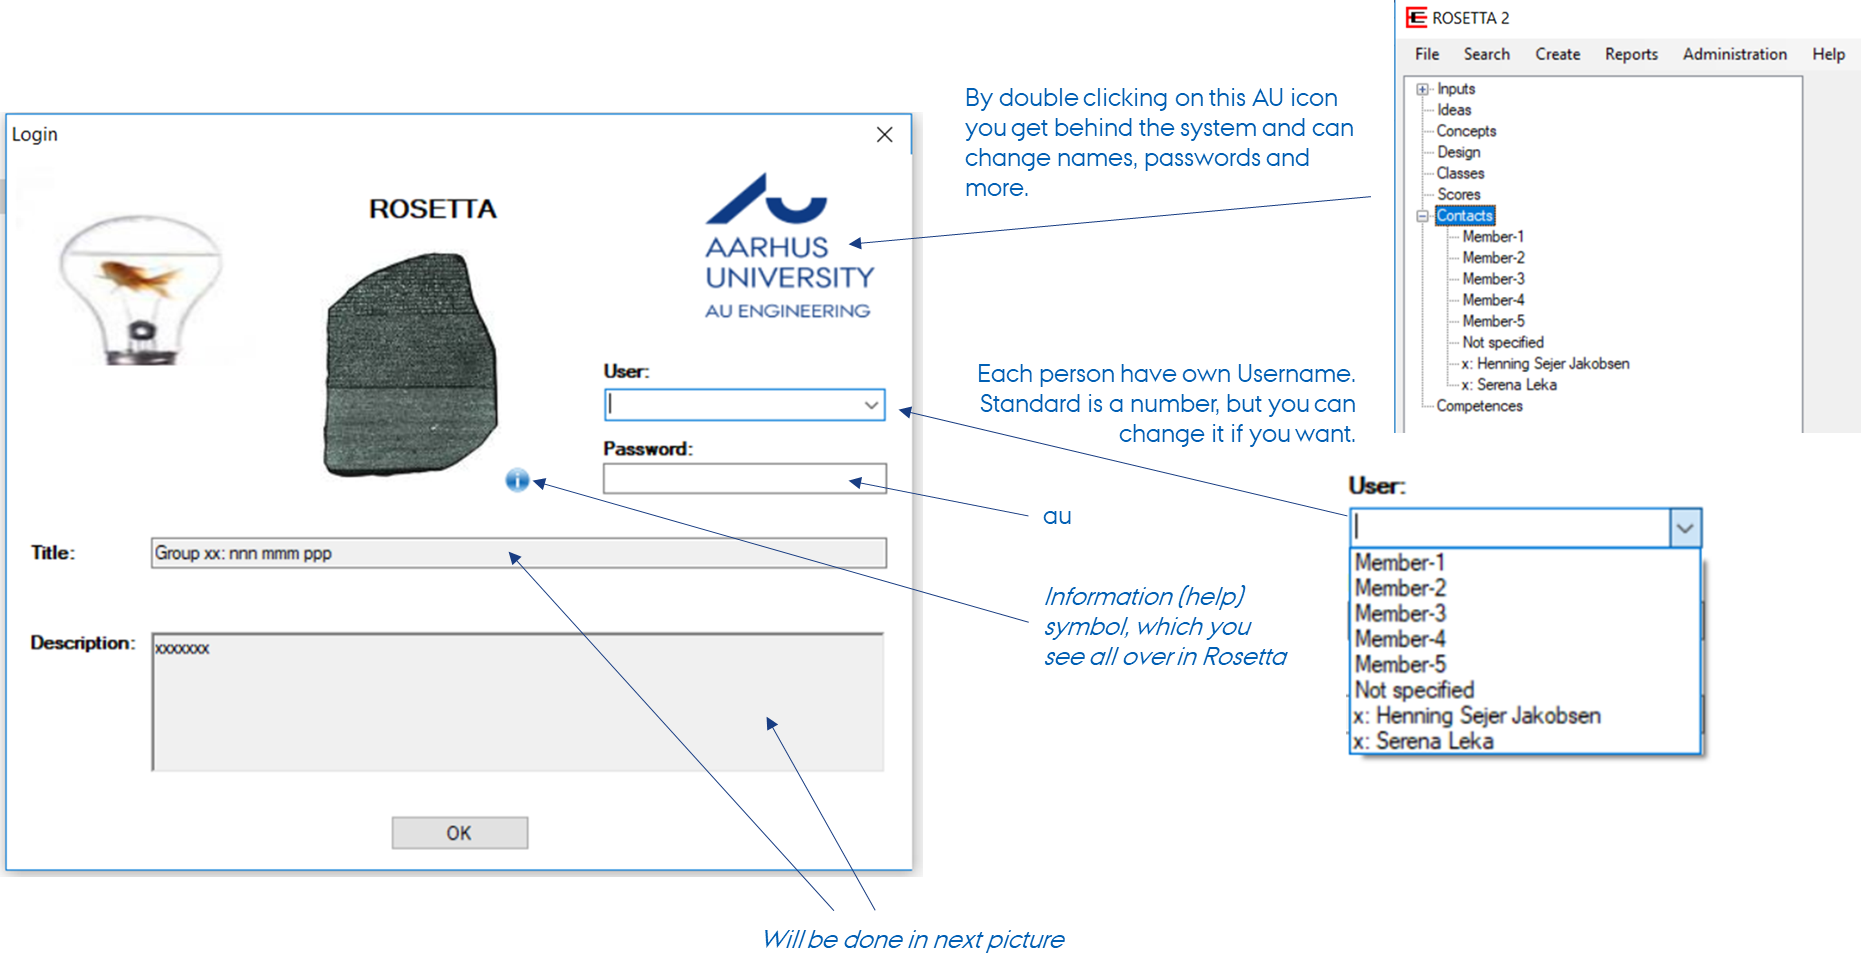 Login
ROSETTA
AARHUS
UNIVERSITY
AU ENGINEERING
User:
Password:
Title:
Group xx: nnn mmm ppp
Description:
xxxxxxx
OK
By double clicking on this AU icon
you get behind the system and can
change names, passwords and
more.
Each person have own Username.
Standard is a number, but you can
change it if you want.
au
Information (help)
symbol, which you
see all over in Rosetta
Will be done in next picture
ROSETTA 2
File Search Create Reports Administration Help
Inputs
Ideas
Concepts
Design
Classes
Scores
Contacts
Member-1
Member-2
Member-3
Member-4
Member-5
Not specified
x: Henning Sejer Jakobsen
x: Serena Leka
Competences
User:
Member-1
Member-2
Member-3
Member-4
Member-5
Not specified
x: Henning Sejer Jakobsen
x: Serena Leka